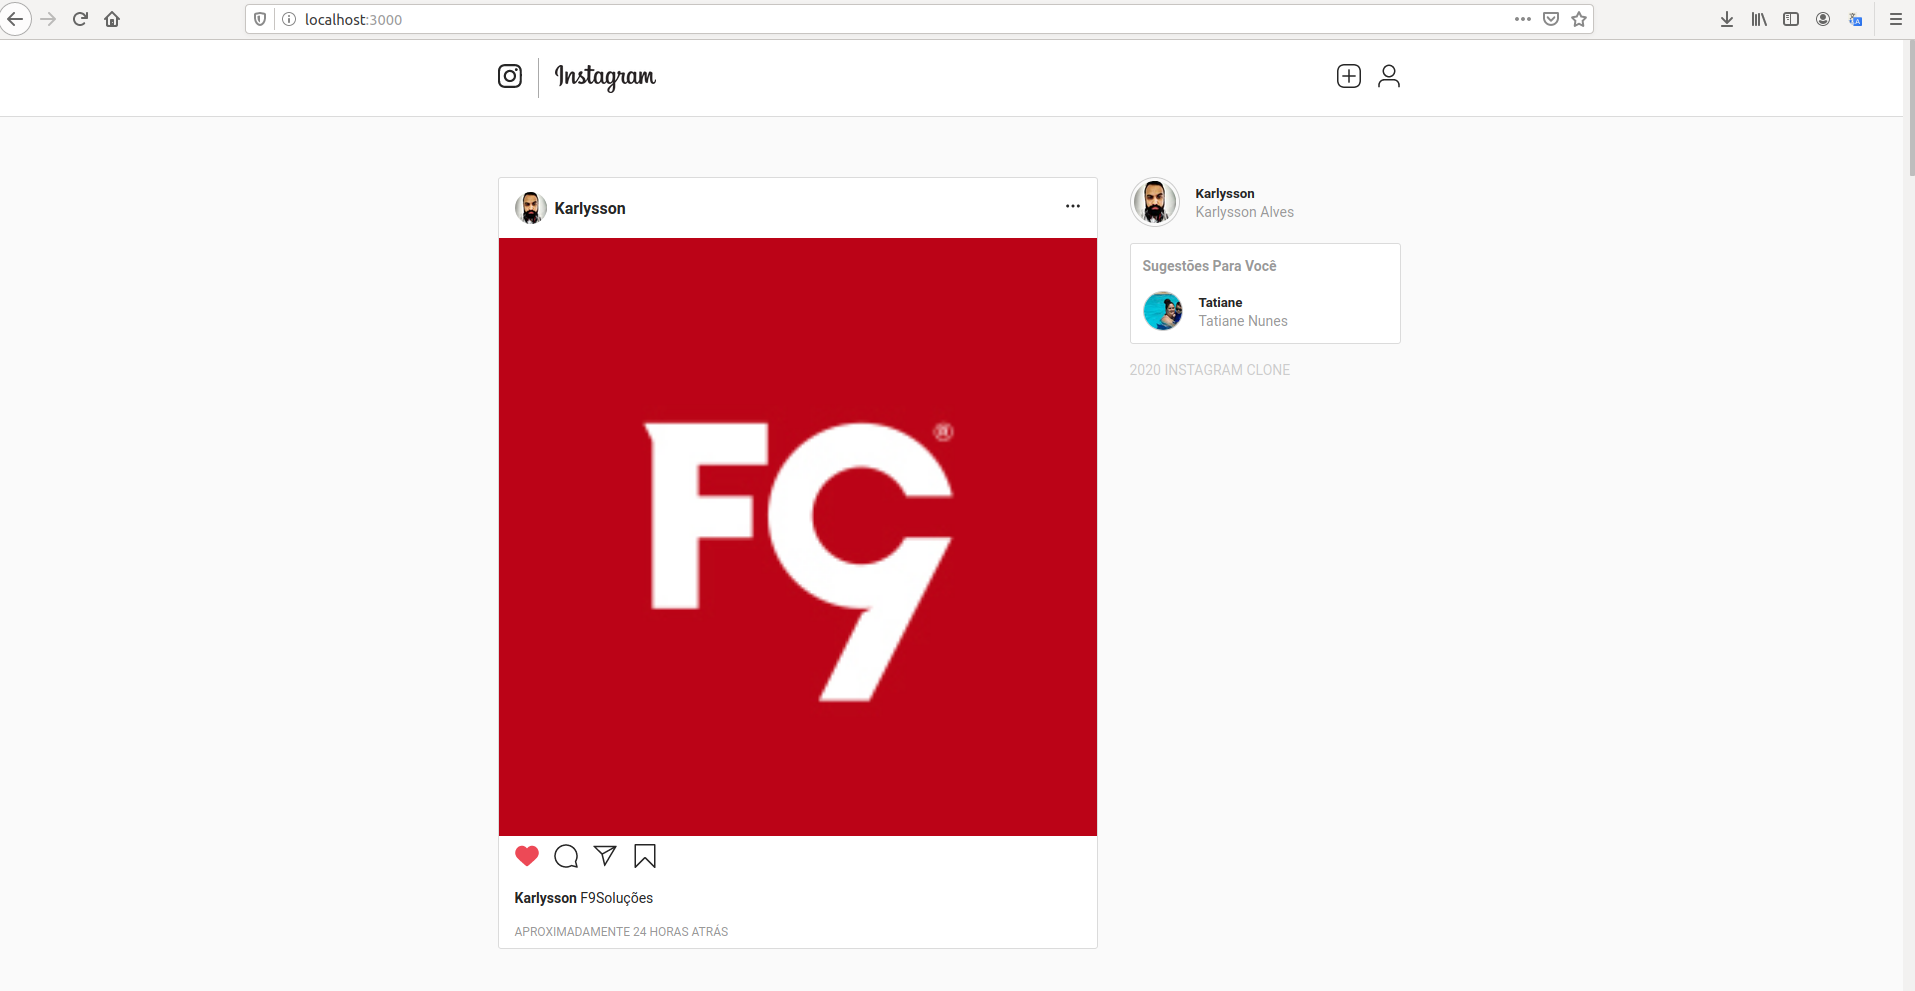 localhost:3000
Instagram
Karlysson
FC9®
Karlysson F9Soluções
APROXIMADAMENTE 24 HORAS ATRÁS
Karlysson
Karlysson Alves
Sugestões Para Você
Tatiane
Tatiane Nunes
2020 INSTAGRAM CLONE